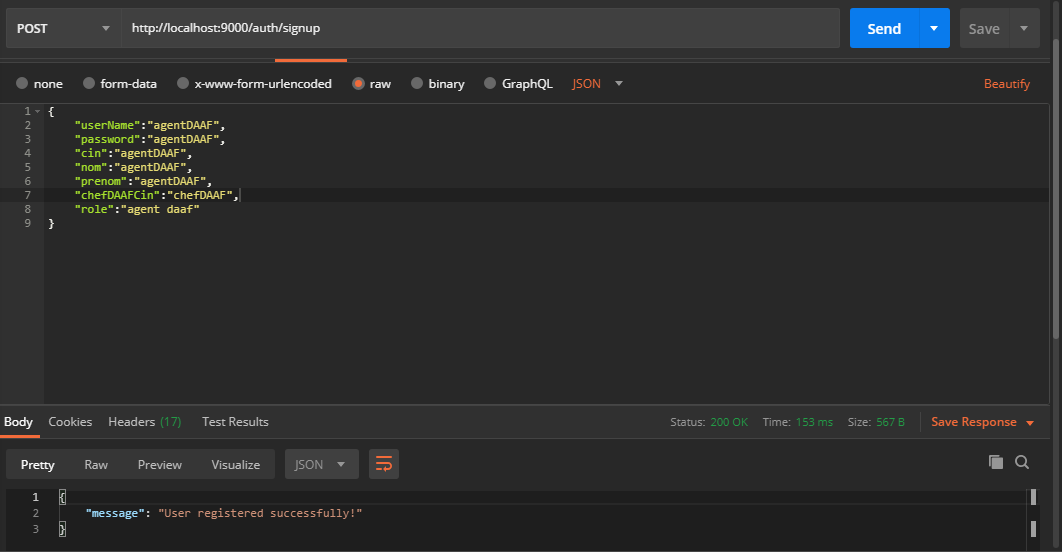 POST http://localhost:9000/auth/signup Send Save
none form-data x-www-form-urlencoded raw binary GraphQL JSON Beautify
1 {
2 "userName":"agentDAAF",
3 "password":"agentDAAF",
4 "cin":"agentDAAF",
5 "nom":"agentDAAF",
6 "prenom":"agentDAAF",
7 "chefDAAFCin":"chefDAAF",
8 "role":"agent daaf"
9 }
Body Cookies Headers (17) Test Results Status: 200 OK Time: 153 ms Size: 567 B Save Response
Pretty Raw Preview Visualize JSON
1 {
2 "message": "User registered successfully!"
3 }